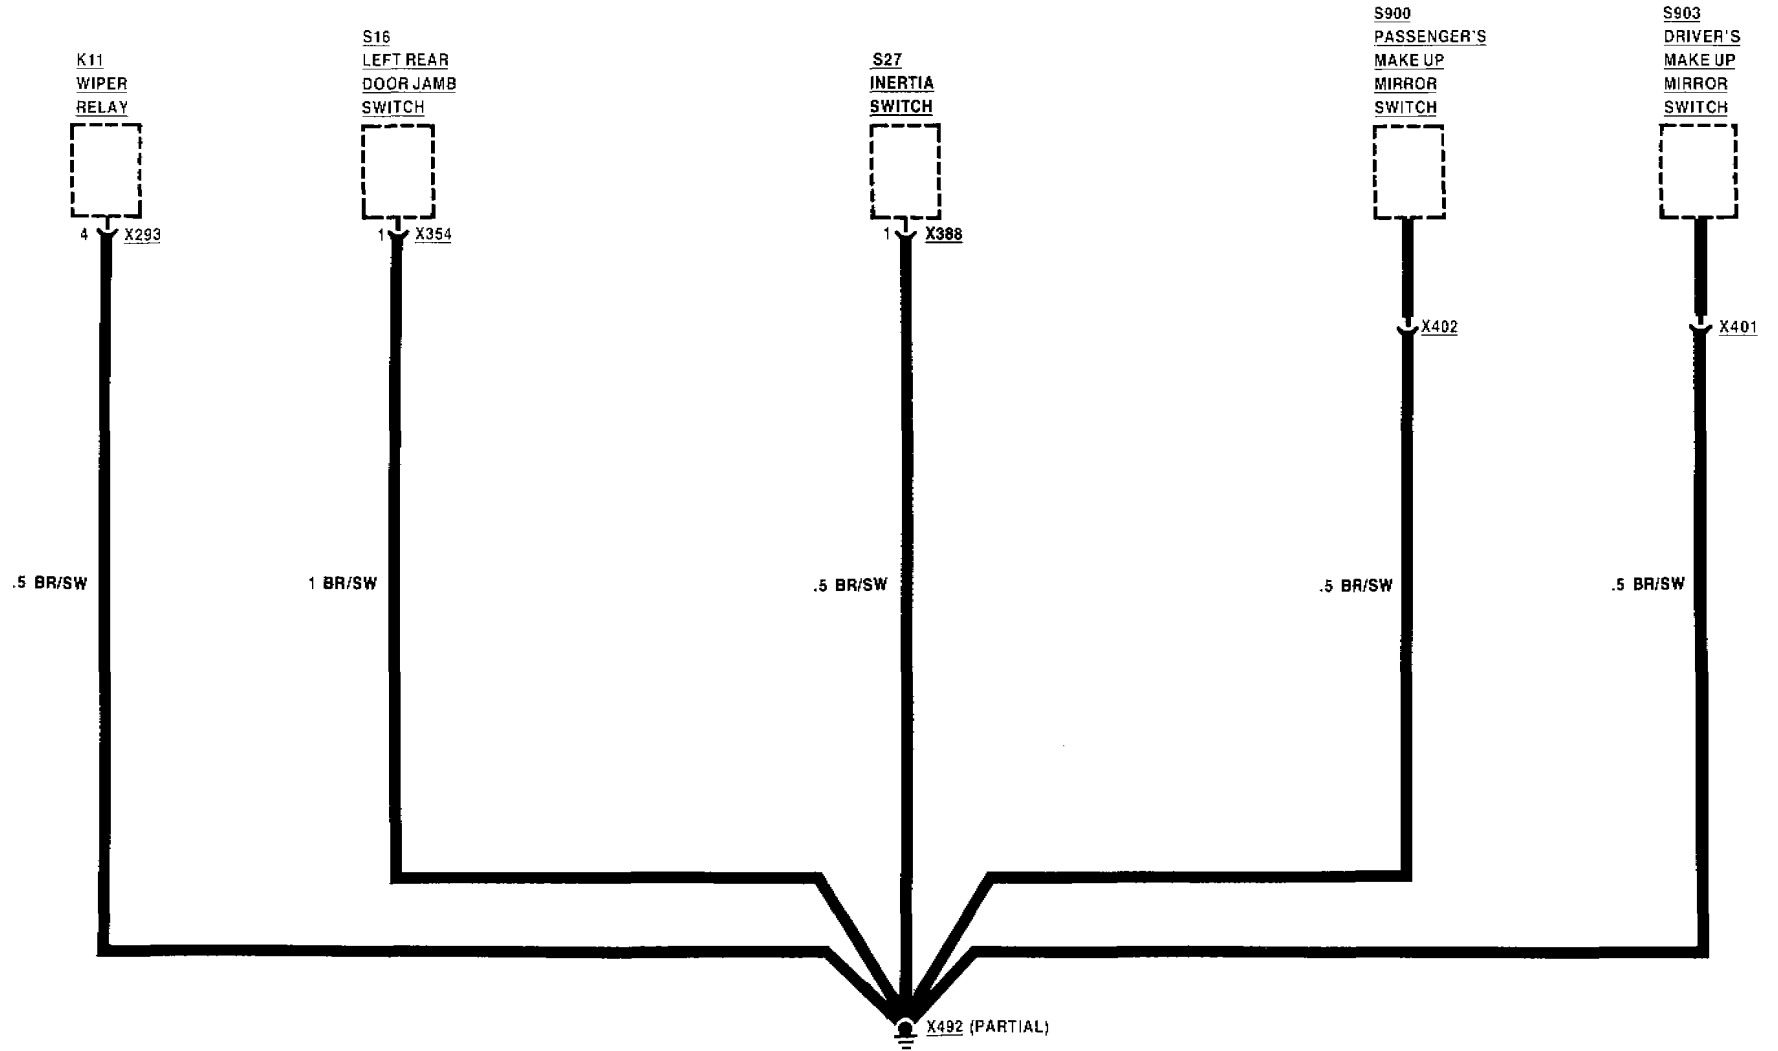 K11
WIPER
RELAY
S16
LEFT REAR
DOOR JAMB
SWITCH
S27
INERTIA
SWITCH
S900
PASSENGER'S
MAKE UP
MIRROR
SWITCH
S903
DRIVER'S
MAKE UP
MIRROR
SWITCH
4 X293
1 X354
1 X388
X402
X401
.5 BR/SW
1 BR/SW
.5 BR/SW
.5 BR/SW
.5 BR/SW
X492 (PARTIAL)